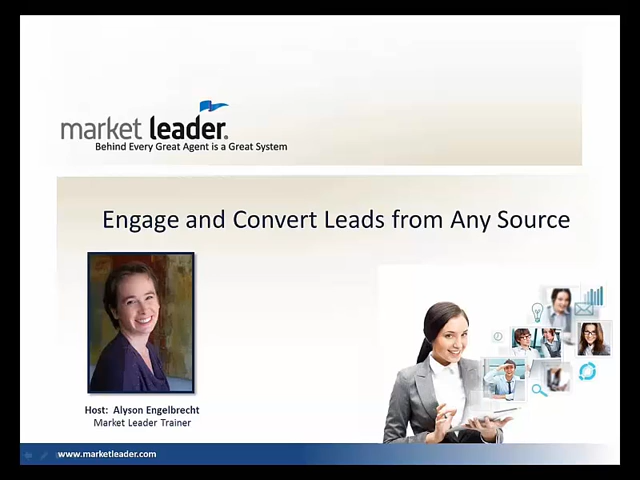 market leader.
Behind Every Great Agent is a Great System
Engage and Convert Leads from Any Source
Host: Alyson Engelbrecht
Market Leader Trainer
www.marketleader.com